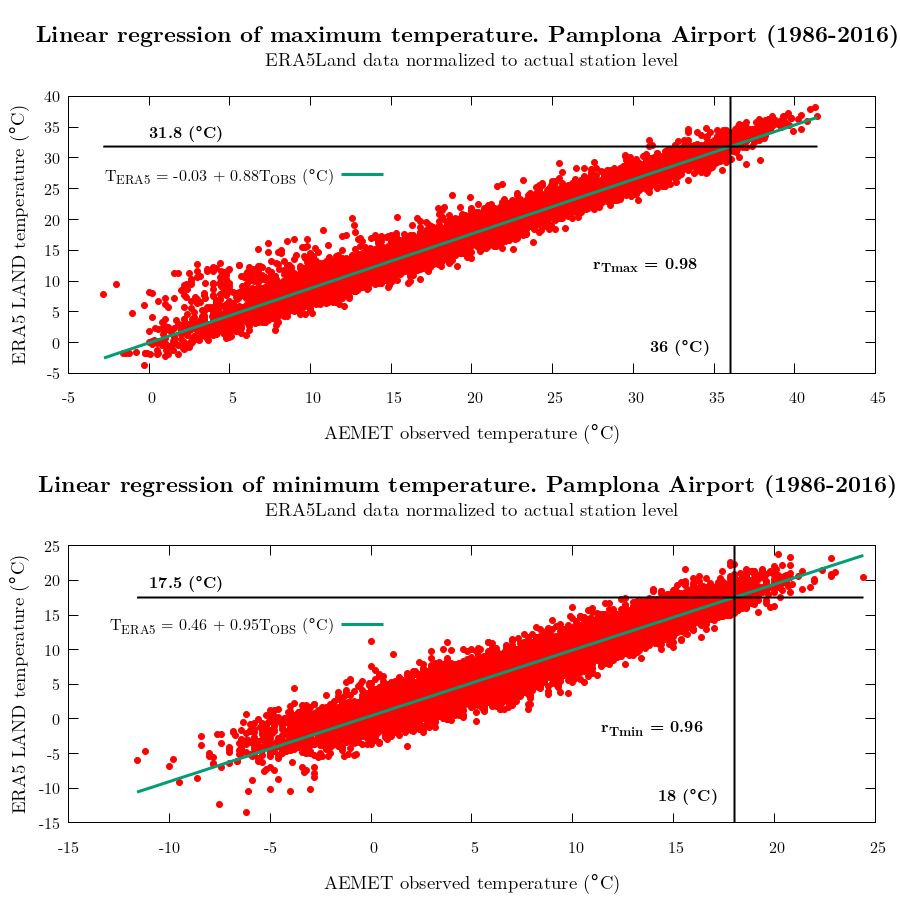 Linear regression of maximum temperature. Pamplona Airport (1986-2016)
ERA5Land data normalized to actual station level
ERA5 LAND temperature (°C)
40
35
30
25
20
15
10
5
0
-5
31.8 (°C)
T_ERA5 = -0.03 + 0.88T_OBS (°C)
r_Tmax = 0.98
36 (°C)
-5 0 5 10 15 20 25 30 35 40 45
AEMET observed temperature (°C)
Linear regression of minimum temperature. Pamplona Airport (1986-2016)
ERA5Land data normalized to actual station level
ERA5 LAND temperature (°C)
25
20
15
10
5
0
-5
-10
-15
17.5 (°C)
T_ERA5 = 0.46 + 0.95T_OBS (°C)
r_Tmin = 0.96
18 (°C)
-15 -10 -5 0 5 10 15 20 25
AEMET observed temperature (°C)